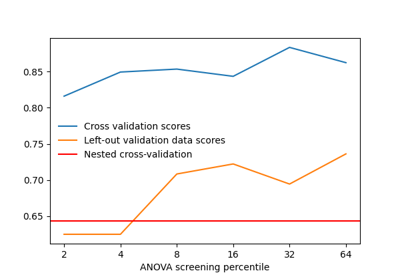 0.85
0.80
0.75
0.70
0.65
Cross validation scores
Left-out validation data scores
Nested cross-validation
2 4 8 16 32 64
ANOVA screening percentile